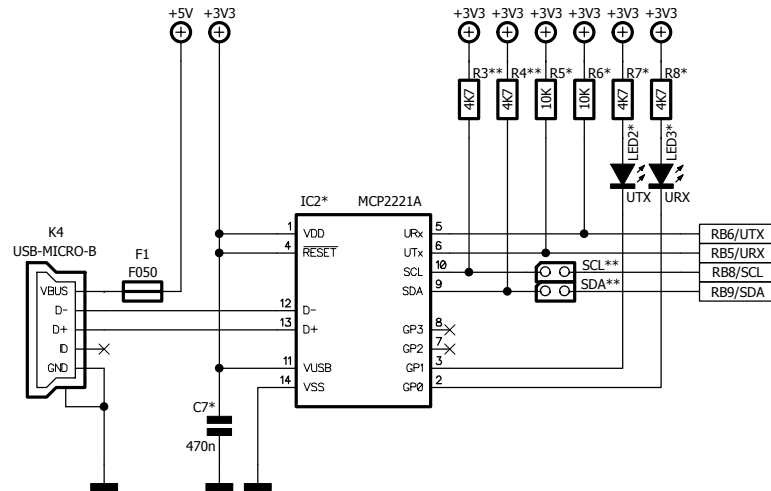 +5V +3V3 +3V3 +3V3 +3V3 +3V3 +3V3 +3V3
R3** R4** R5* R6* R7* R8*
4K7 4K7 10K 10K 4K7 4K7
LED2* LED3*
UTX URX
IC2* MCP2221A
K4
USB-MICRO-B
F1
F050
1 VDD URx 5 RB6/UTX
4 RESET UTx 6 RB5/URX
SCL 10 SCL** RB8/SCL
SDA 9 SDA** RB9/SDA
VBUS
D- 12 D-
D+ 13 D+ GP3 8
ID GP2 7
GND 11 VUSB GP1 3
14 VSS GP0 2
C7*
470n